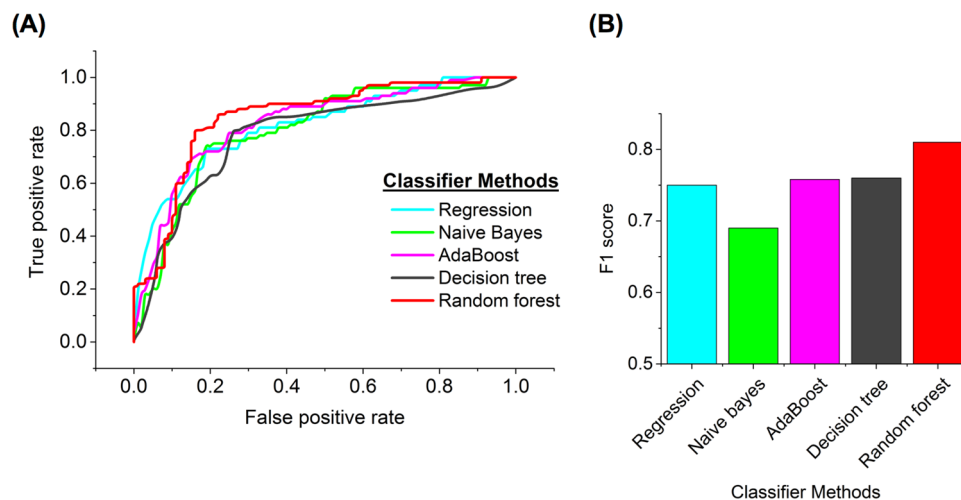 (A)
True positive rate
1.0
0.8
0.6
0.4
0.2
0.0
0.0 0.2 0.4 0.6 0.8 1.0
False positive rate
Classifier Methods
Regression
Naive Bayes
AdaBoost
Decision tree
Random forest
(B)
F1 score
0.8
0.7
0.6
0.5
Regression
Naive bayes
AdaBoost
Decision tree
Random forest
Classifier Methods